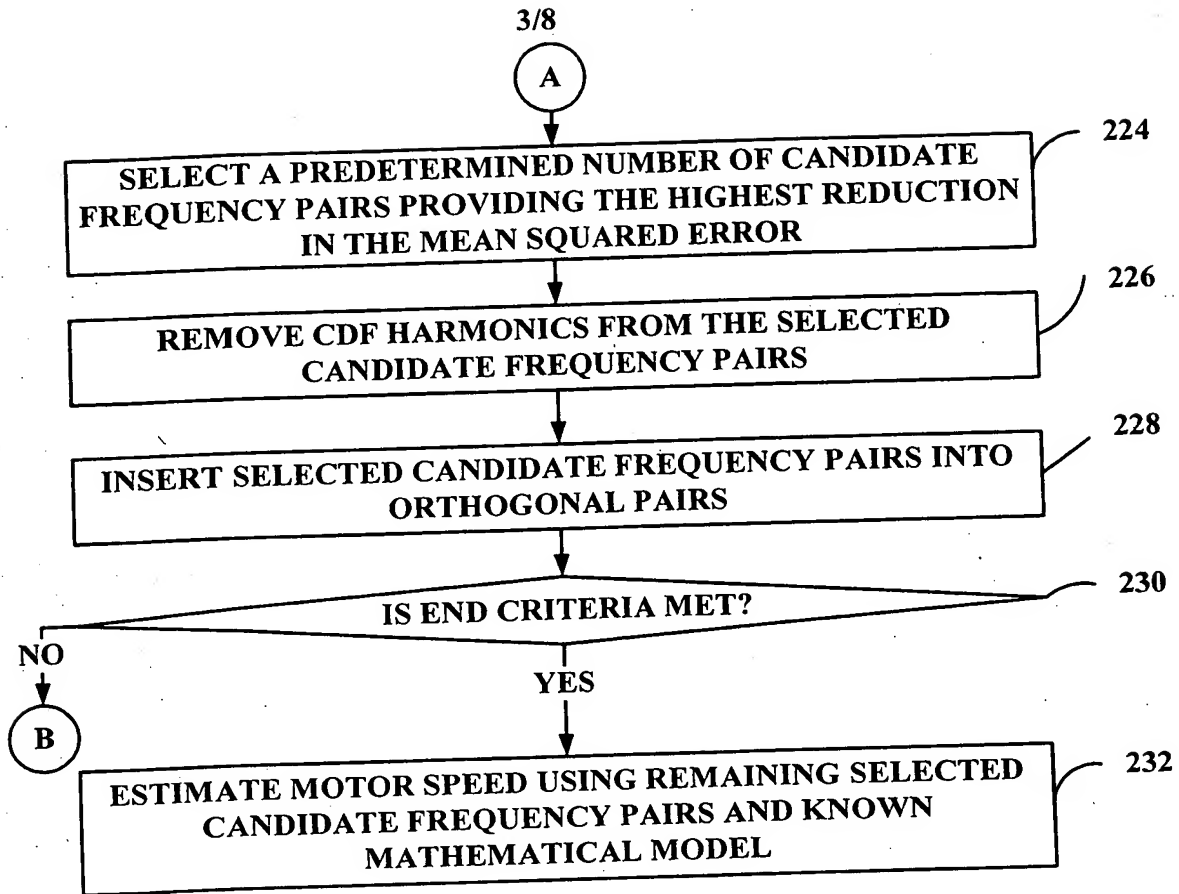 3/8
A
224
SELECT A PREDETERMINED NUMBER OF CANDIDATE
FREQUENCY PAIRS PROVIDING THE HIGHEST REDUCTION
IN THE MEAN SQUARED ERROR
226
REMOVE CDF HARMONICS FROM THE SELECTED
CANDIDATE FREQUENCY PAIRS
228
INSERT SELECTED CANDIDATE FREQUENCY PAIRS INTO
ORTHOGONAL PAIRS
230
IS END CRITERIA MET?
NO
YES
B
232
ESTIMATE MOTOR SPEED USING REMAINING SELECTED
CANDIDATE FREQUENCY PAIRS AND KNOWN
MATHEMATICAL MODEL